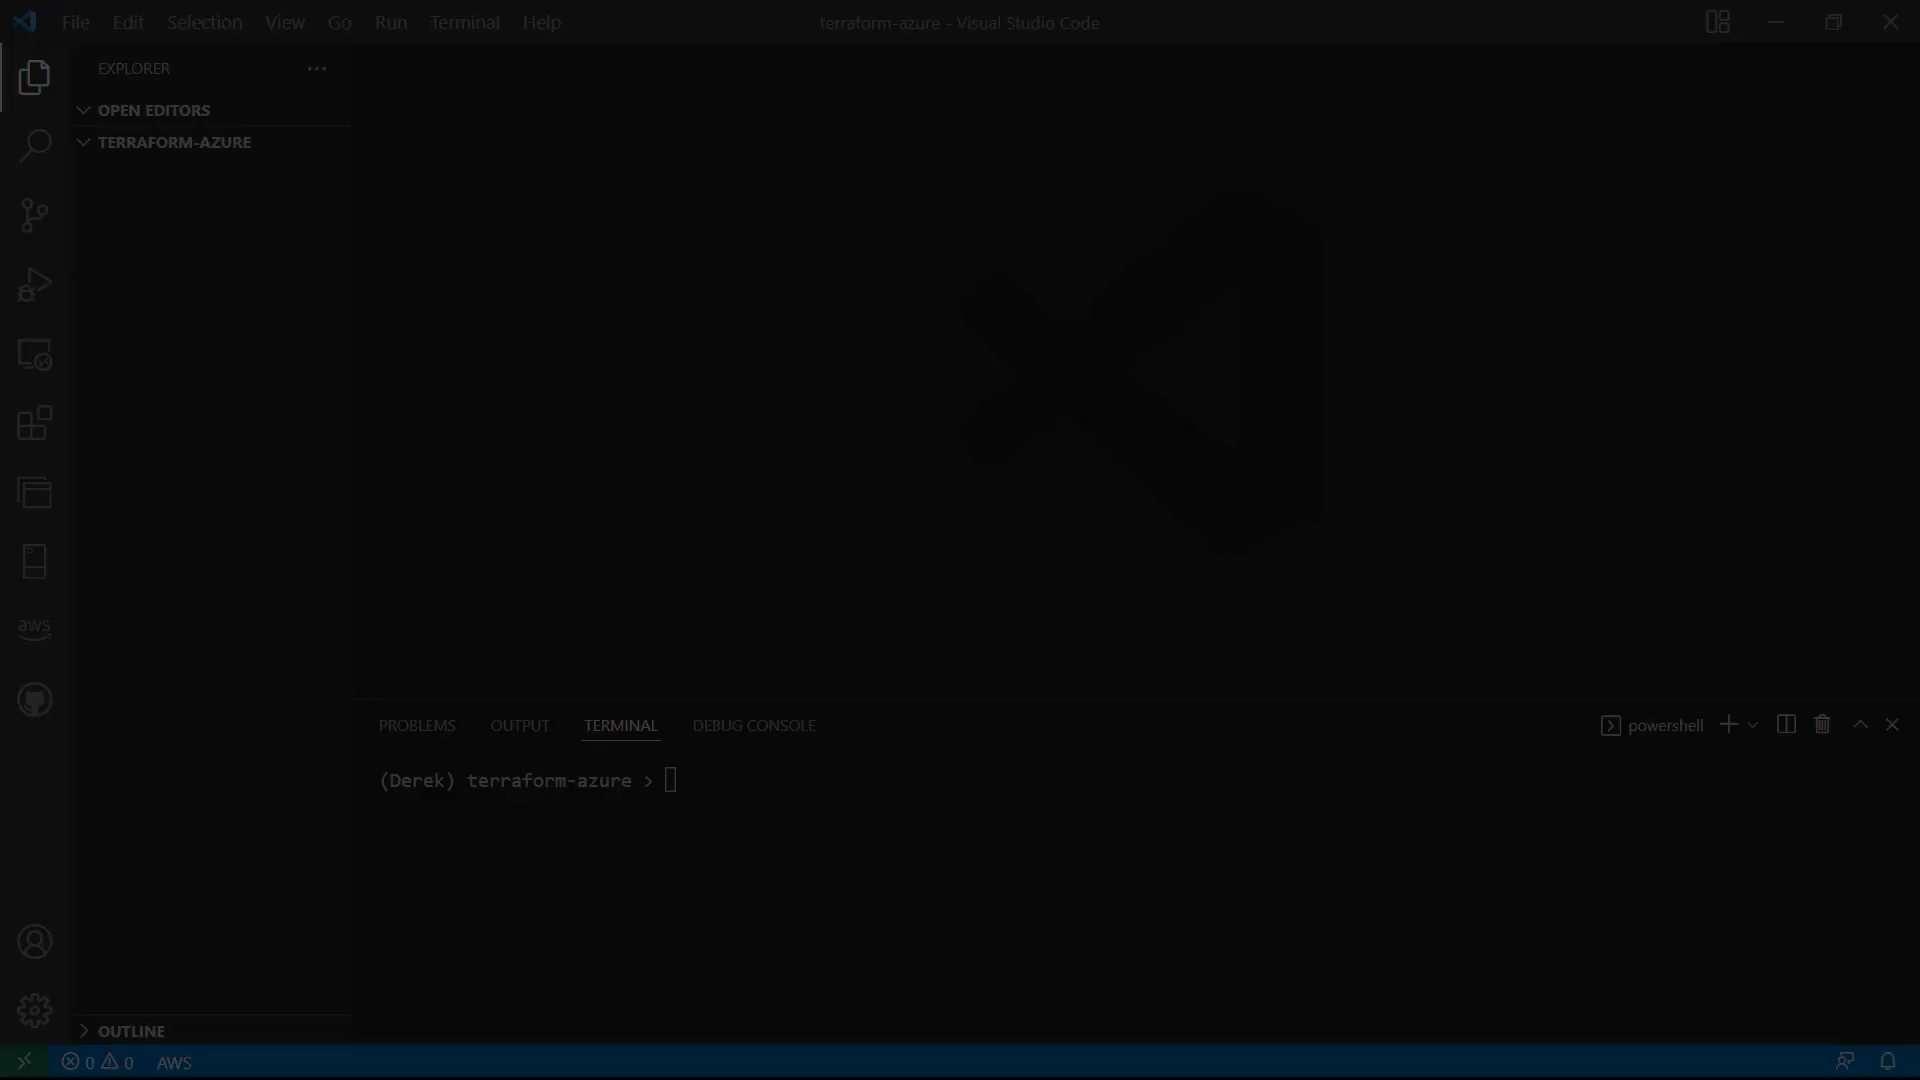 File Edit Selection View Go Run Terminal Help
terraform-azure - Visual Studio Code
EXPLORER
OPEN EDITORS
TERRAFORM-AZURE
aws
PROBLEMS OUTPUT TERMINAL DEBUG CONSOLE
powershell
(Derek) terraform-azure >
OUTLINE
0 0 AWS